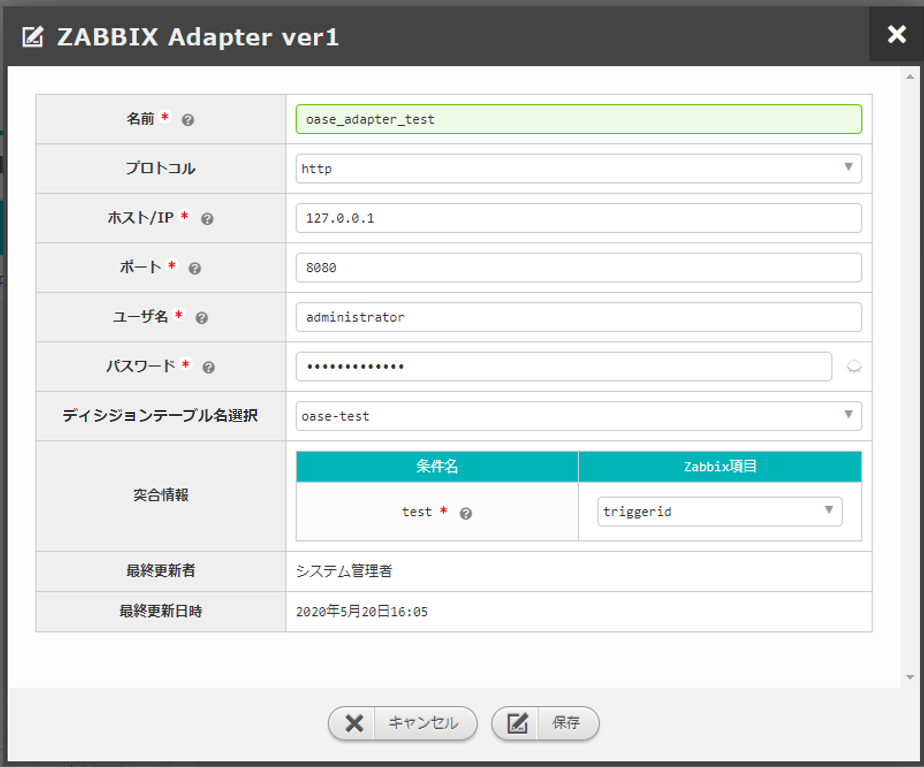 ZABBIX Adapter ver1
名前 * oase_adapter_test
プロトコル http
ホスト/IP * 127.0.0.1
ポート * 8080
ユーザ名 * administrator
パスワード * •••••••••••••
ディシジョンテーブル名選択 oase-test
突合情報
条件名 Zabbix項目
test * triggerid
最終更新者 システム管理者
最終更新日時 2020年5月20日16:05
キャンセル 保存